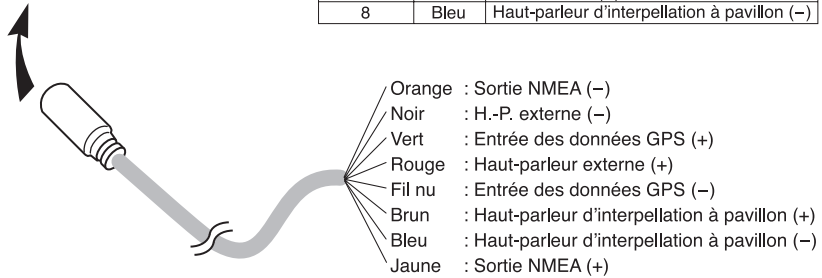 8 Bleu Haut-parleur d'interpellation à pavillon (−)
Orange : Sortie NMEA (−)
Noir : H.-P. externe (−)
Vert : Entrée des données GPS (+)
Rouge : Haut-parleur externe (+)
Fil nu : Entrée des données GPS (−)
Brun : Haut-parleur d'interpellation à pavillon (+)
Bleu : Haut-parleur d'interpellation à pavillon (−)
Jaune : Sortie NMEA (+)